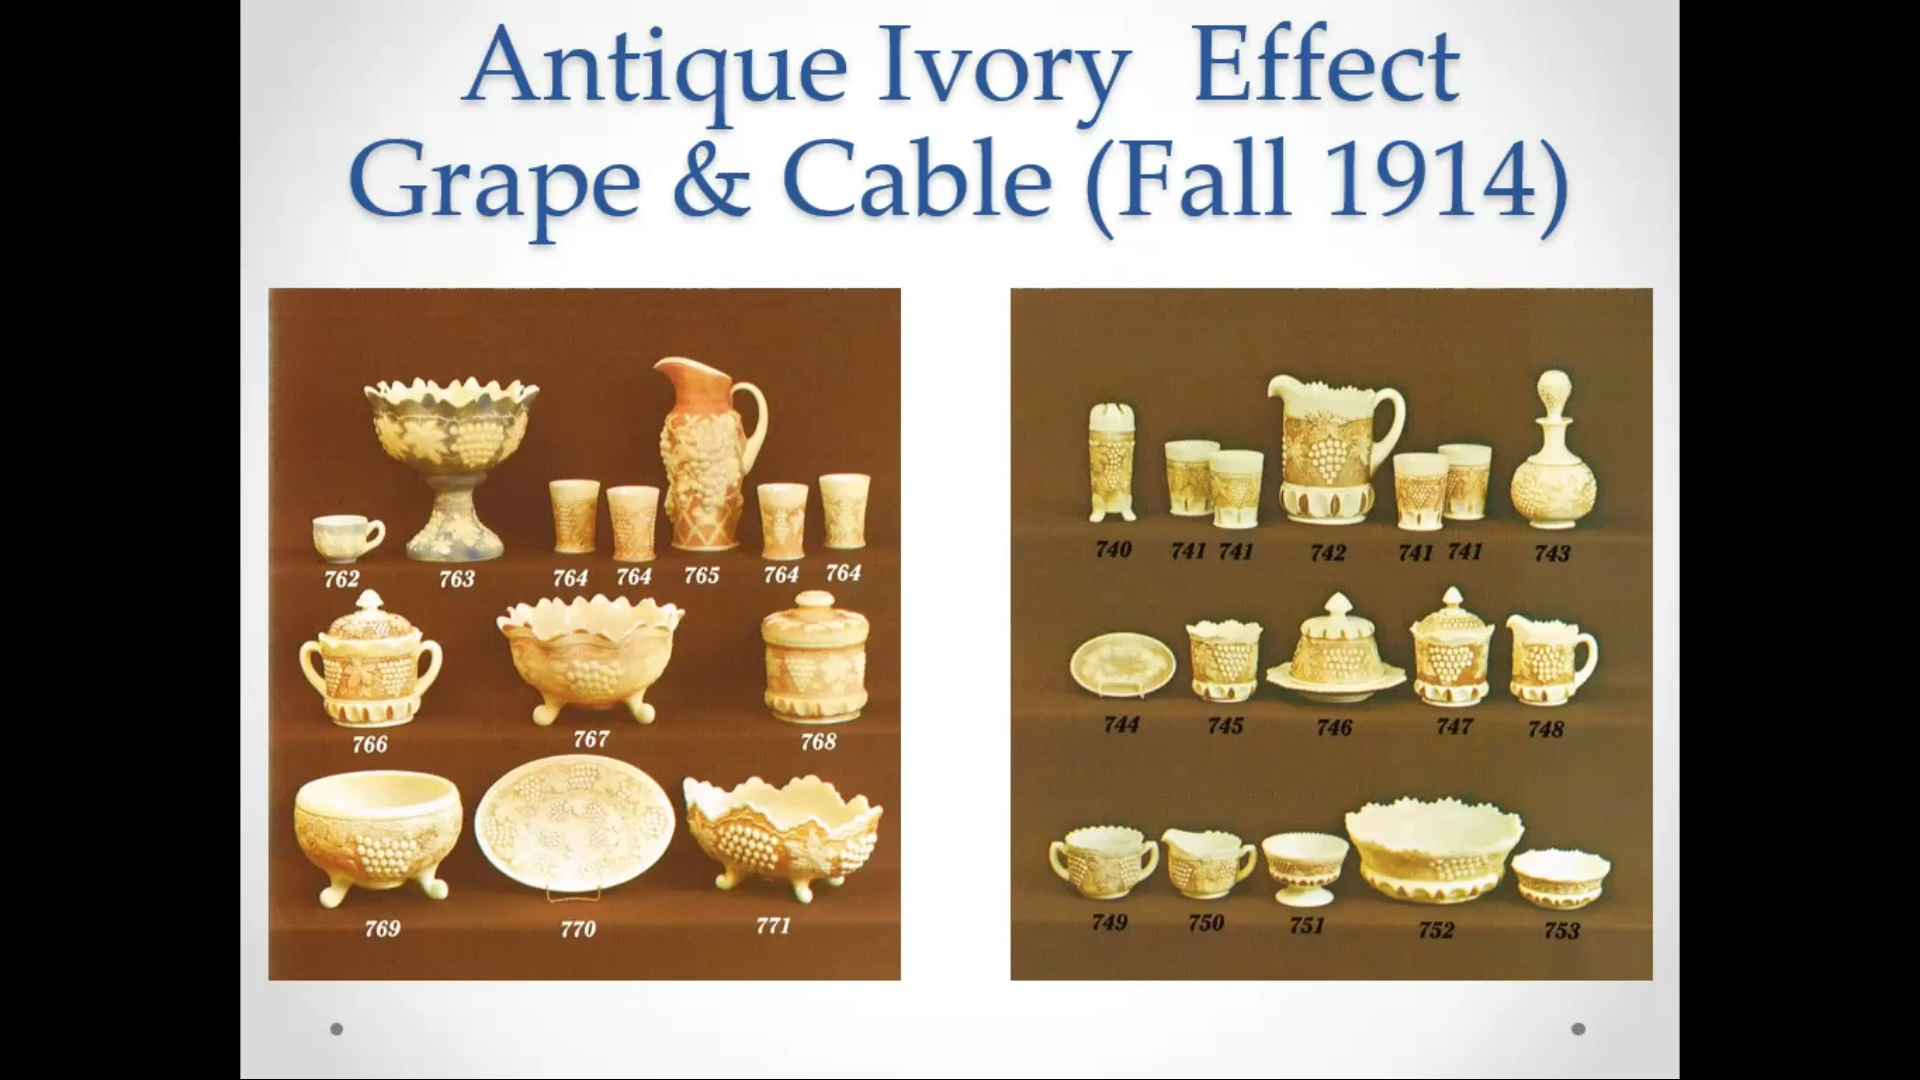 Antique Ivory Effect
Grape & Cable (Fall 1914)
762 763 764 764 765 764 764
766 767 768
769 770 771
740 741 741 742 741 741 743
744 745 746 747 748
749 750 751 752 753